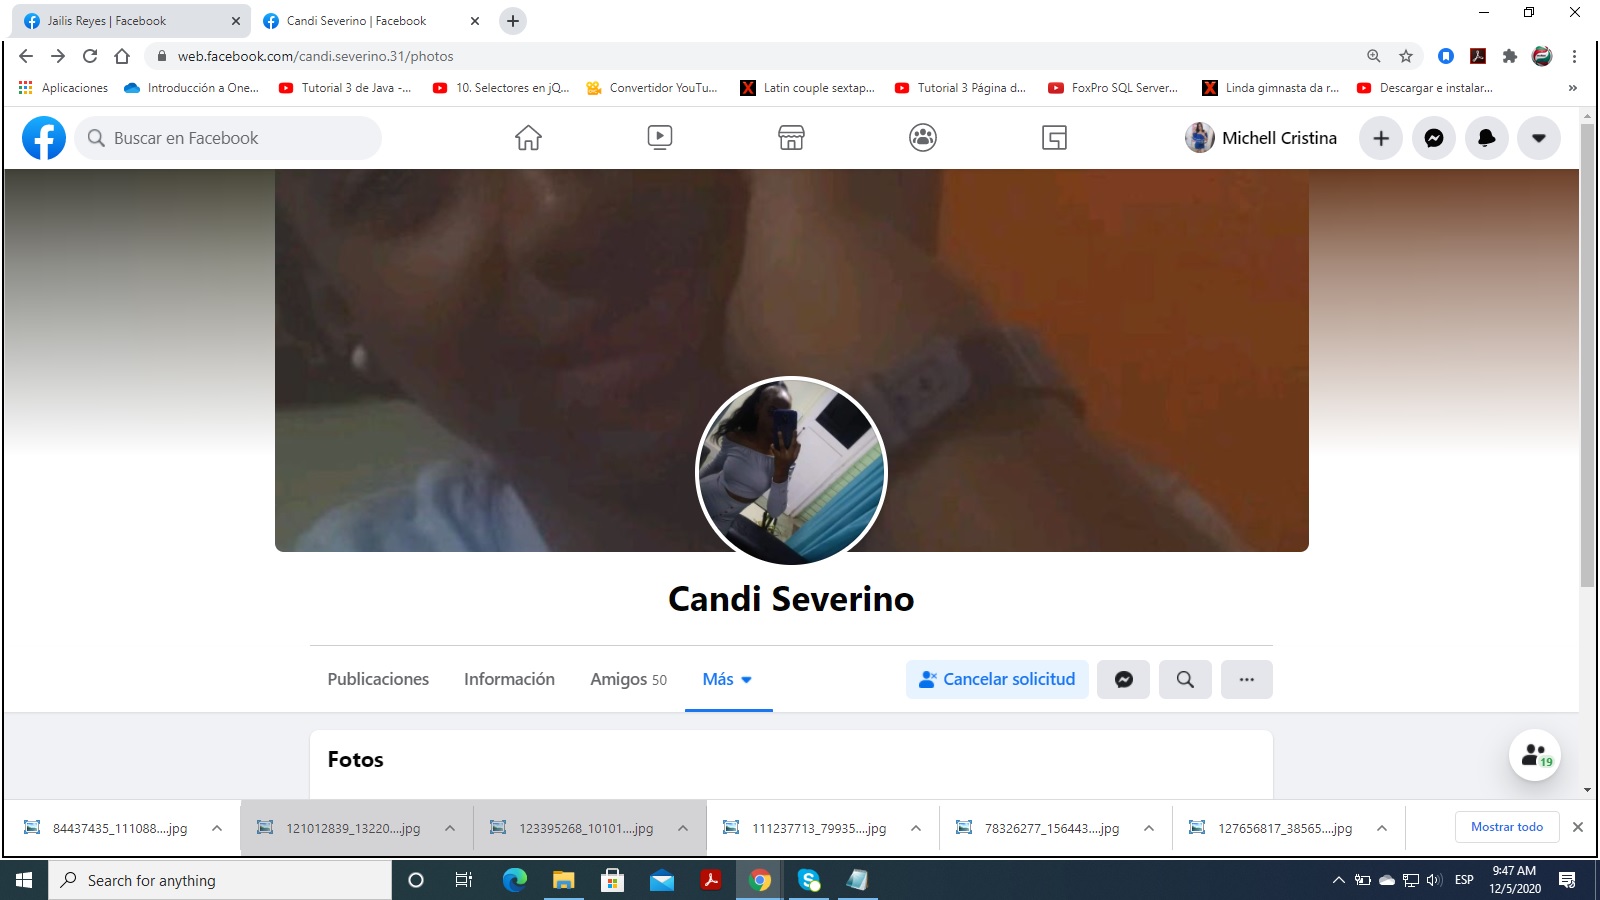 Jailis Reyes | Facebook
Candi Severino | Facebook
web.facebook.com/candi.severino.31/photos
Aplicaciones
Introducción a One...
Tutorial 3 de Java -...
10. Selectores en jQ...
Convertidor YouTu...
Latin couple sextap...
Tutorial 3 Página d...
FoxPro SQL Server...
Linda gimnasta da r...
Descargar e instalar...
Buscar en Facebook
Michell Cristina
Candi Severino
Publicaciones
Información
Amigos 50
Más
Cancelar solicitud
Fotos
19
84437435_111088....jpg
121012839_13220....jpg
123395268_10101....jpg
111237713_79935....jpg
78326277_156443....jpg
127656817_38565....jpg
Mostrar todo
Search for anything
ESP
9:47 AM
12/5/2020